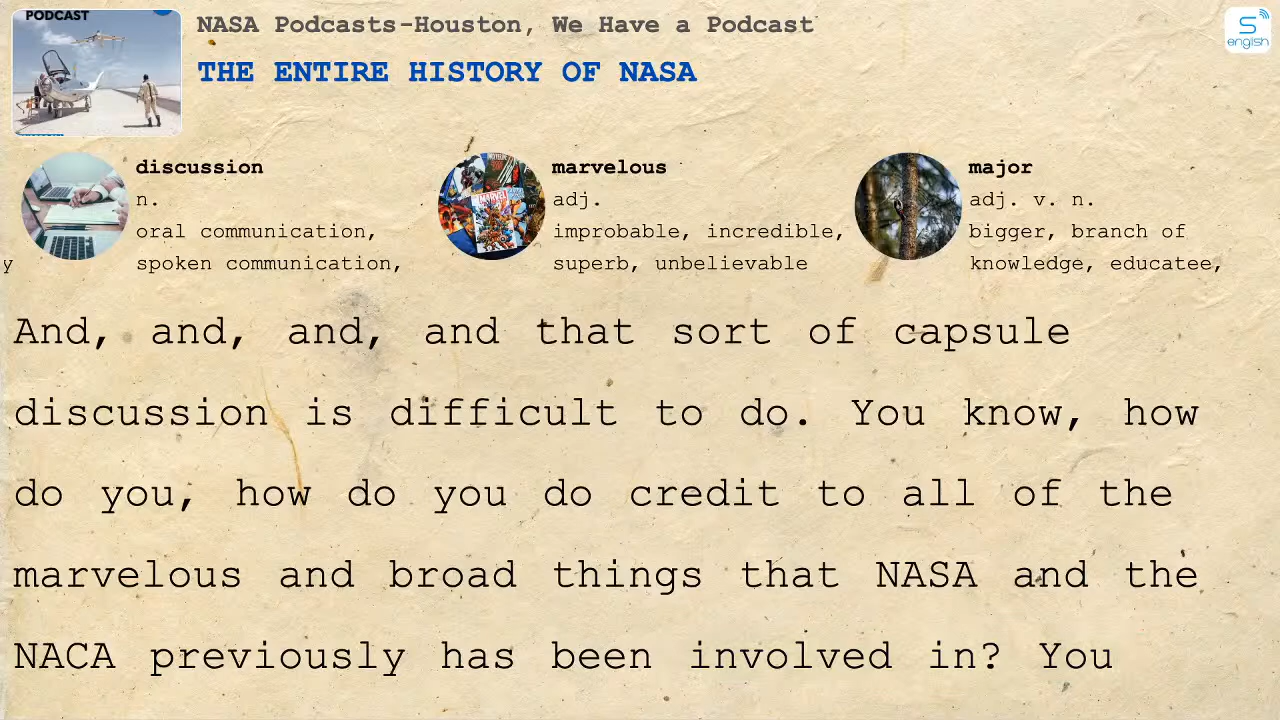 PODCAST
NASA Podcasts-Houston, We Have a Podcast
THE ENTIRE HISTORY OF NASA
S
english
discussion
n.
oral communication,
spoken communication,
marvelous
adj.
improbable, incredible,
superb, unbelievable
major
adj. v. n.
bigger, branch of
knowledge, educatee,
y
And, and, and, and that sort of capsule
discussion is difficult to do. You know, how
do you, how do you do credit to all of the
marvelous and broad things that NASA and the
NACA previously has been involved in? You